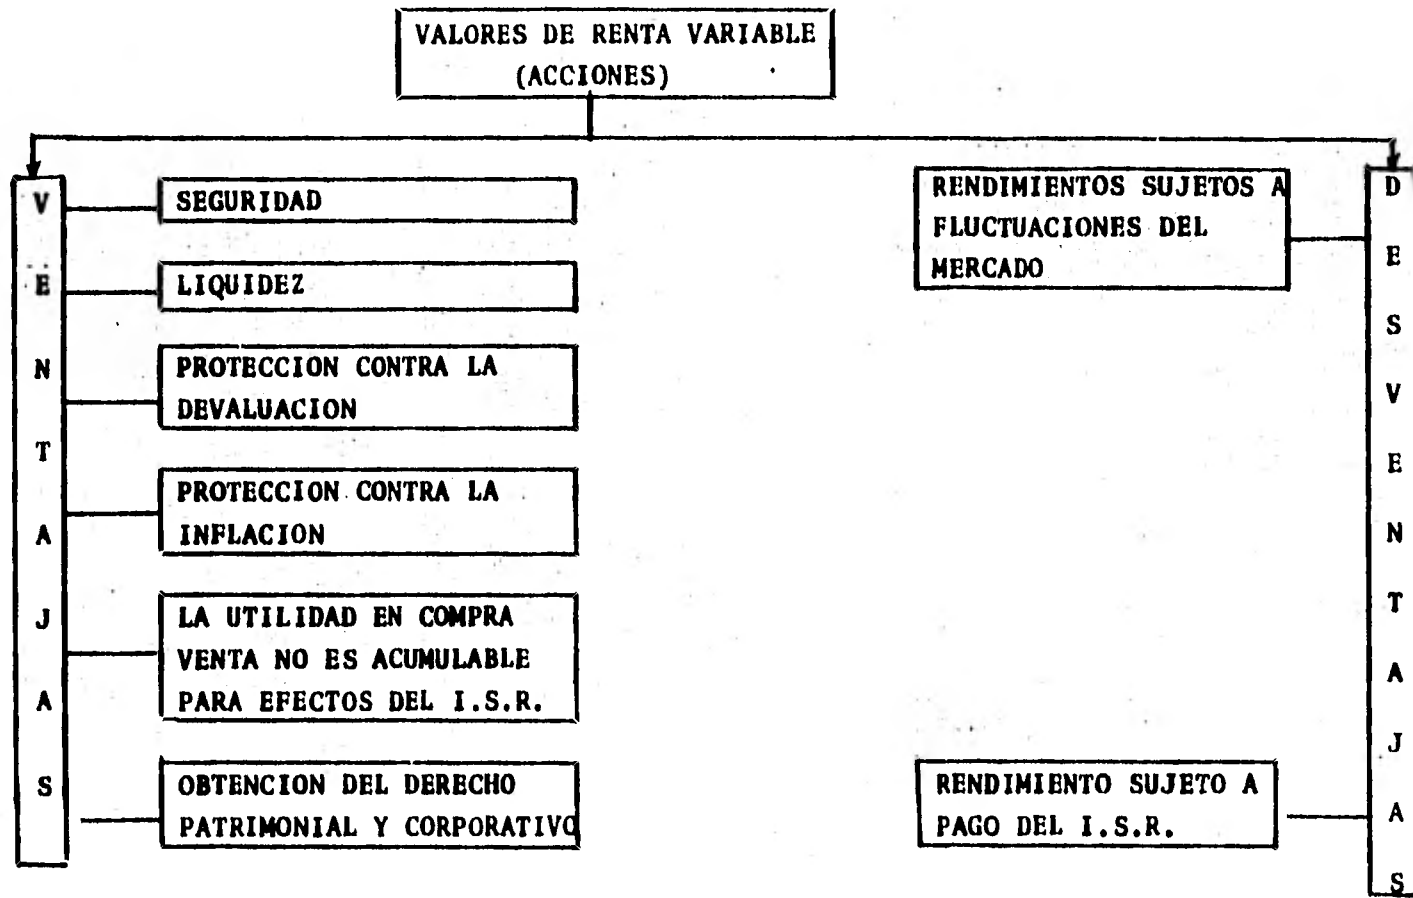 VALORES DE RENTA VARIABLE
(ACCIONES)
VENTAJAS
SEGURIDAD
LIQUIDEZ
PROTECCION CONTRA LA
DEVALUACION
PROTECCION CONTRA LA
INFLACION
LA UTILIDAD EN COMPRA
VENTA NO ES ACUMULABLE
PARA EFECTOS DEL I.S.R.
OBTENCION DEL DERECHO
PATRIMONIAL Y CORPORATIVO
DESVENTAJAS
RENDIMIENTOS SUJETOS A
FLUCTUACIONES DEL
MERCADO
RENDIMIENTO SUJETO A
PAGO DEL I.S.R.